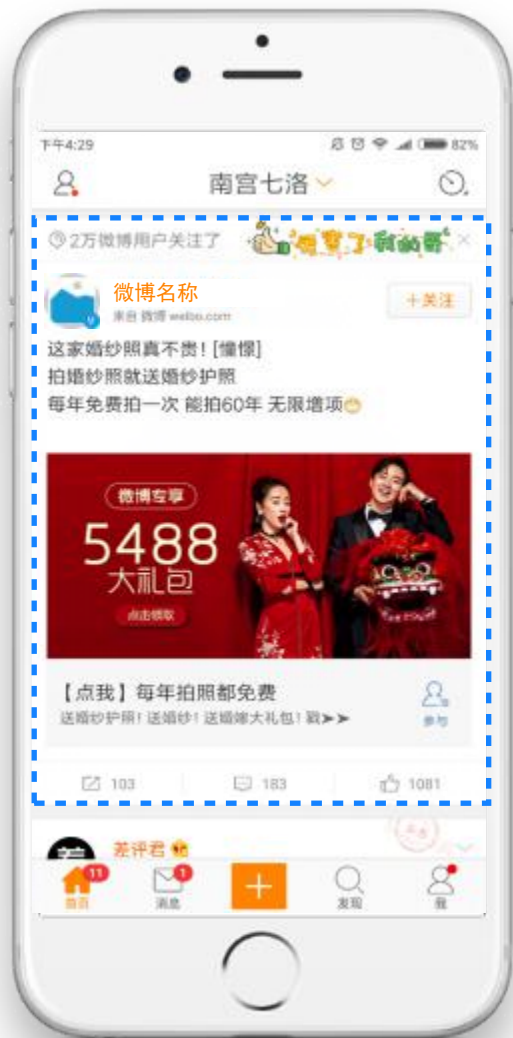 下午4:29
82%
南宫七洛
2万微博用户关注了
微博名称
来自 微博 weibo.com
+关注
这家婚纱照真不贵! [憧憬]
拍婚纱照就送婚纱护照
每年免费拍一次 能拍60年 无限增项
微博专享
5488
大礼包
点击领取
【点我】每年拍照都免费
送婚纱护照! 送婚纱! 送婚嫁大礼包! 戳➤➤
参与
103
183
1081
差评君
11
1
首页
消息
发现
我